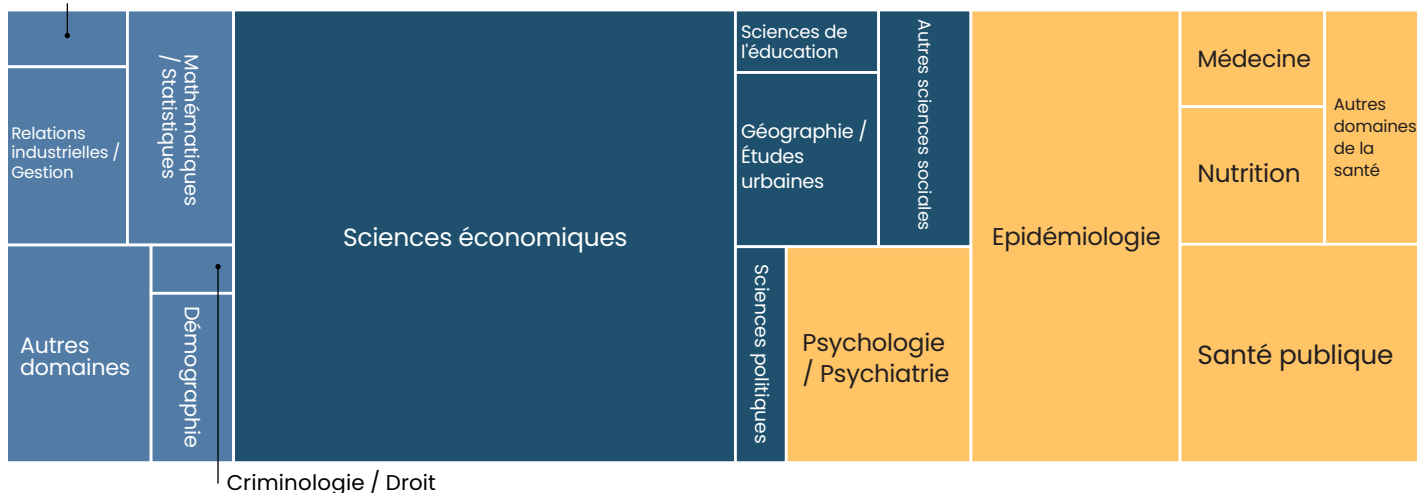 Relations
industrielles /
Gestion
Mathématiques
/ Statistiques
Autres
domaines
Démographie
Criminologie / Droit
Sciences économiques
Sciences de
l'éducation
Géographie /
Études
urbaines
Autres sciences sociales
Sciences politiques
Psychologie
/ Psychiatrie
Epidémiologie
Médecine
Nutrition
Autres
domaines
de la
santé
Santé publique